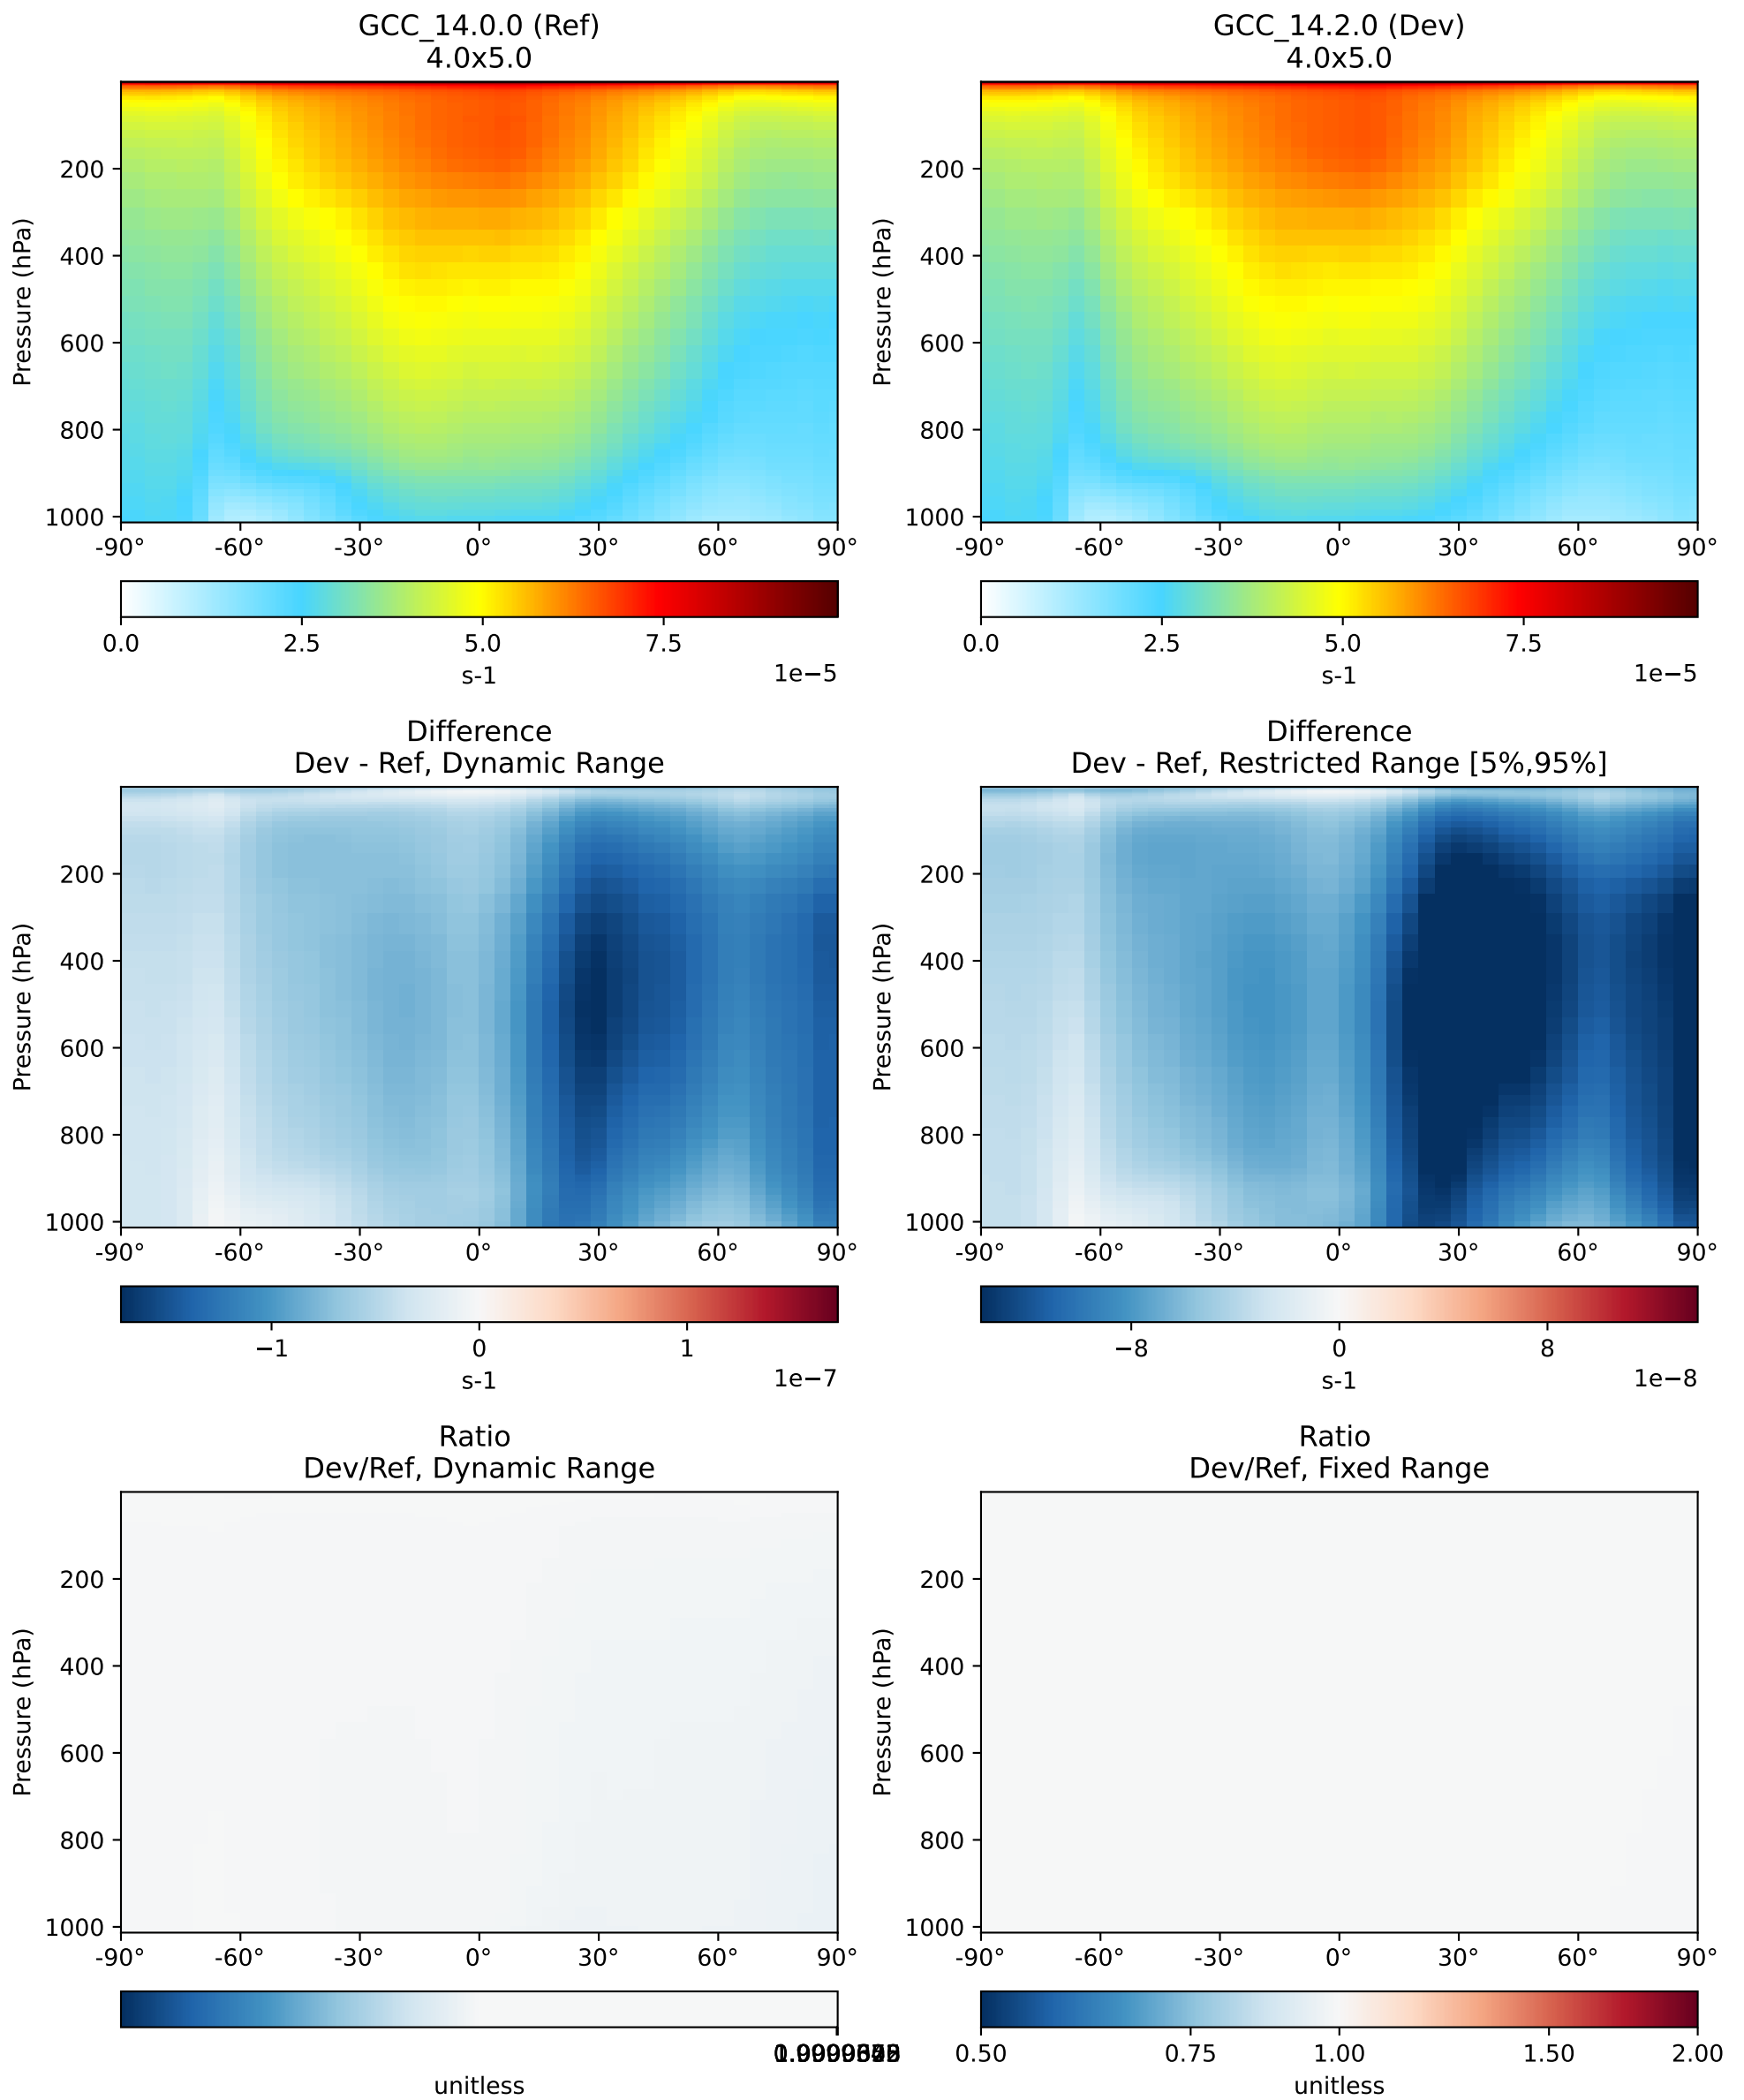 GCC_14.0.0 (Ref)
4.0x5.0
Pressure (hPa)
200
400
600
800
1000
-90° -60° -30° 0° 30° 60° 90°
0.0 2.5 5.0 7.5
s-1
1e−5
GCC_14.2.0 (Dev)
4.0x5.0
Pressure (hPa)
200
400
600
800
1000
-90° -60° -30° 0° 30° 60° 90°
0.0 2.5 5.0 7.5
s-1
1e−5
Difference
Dev - Ref, Dynamic Range
Pressure (hPa)
200
400
600
800
1000
-90° -60° -30° 0° 30° 60° 90°
−1 0 1
s-1
1e−7
Difference
Dev - Ref, Restricted Range [5%,95%]
Pressure (hPa)
200
400
600
800
1000
-90° -60° -30° 0° 30° 60° 90°
−8 0 8
s-1
1e−8
Ratio
Dev/Ref, Dynamic Range
Pressure (hPa)
200
400
600
800
1000
-90° -60° -30° 0° 30° 60° 90°
unitless
Ratio
Dev/Ref, Fixed Range
Pressure (hPa)
200
400
600
800
1000
-90° -60° -30° 0° 30° 60° 90°
0.50 0.75 1.00 1.50 2.00
unitless